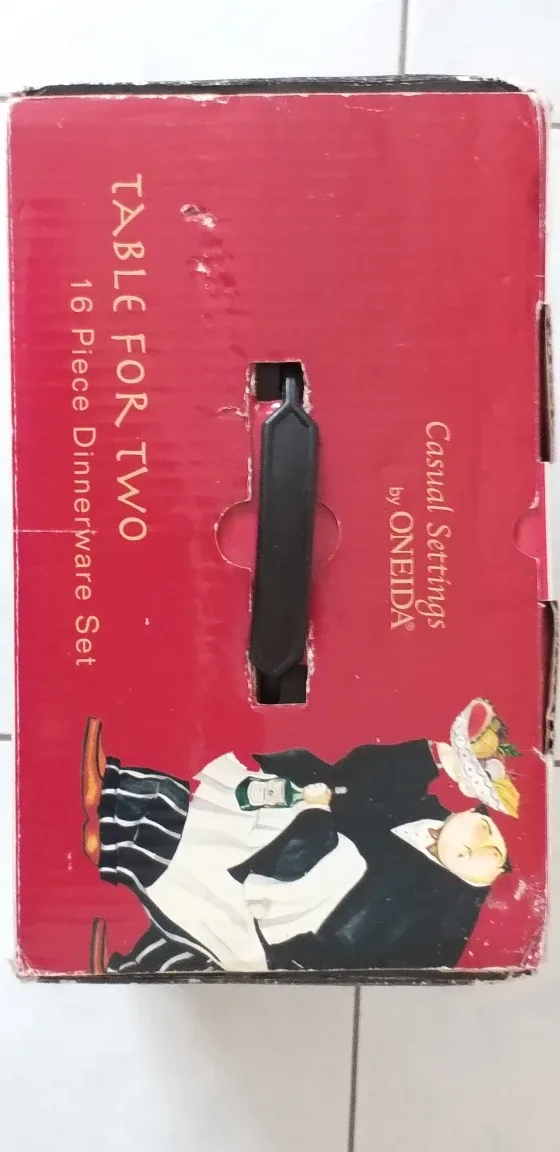 Casual Settings
by ONEIDA®
TABLE FOR TWO
16 Piece Dinnerware Set